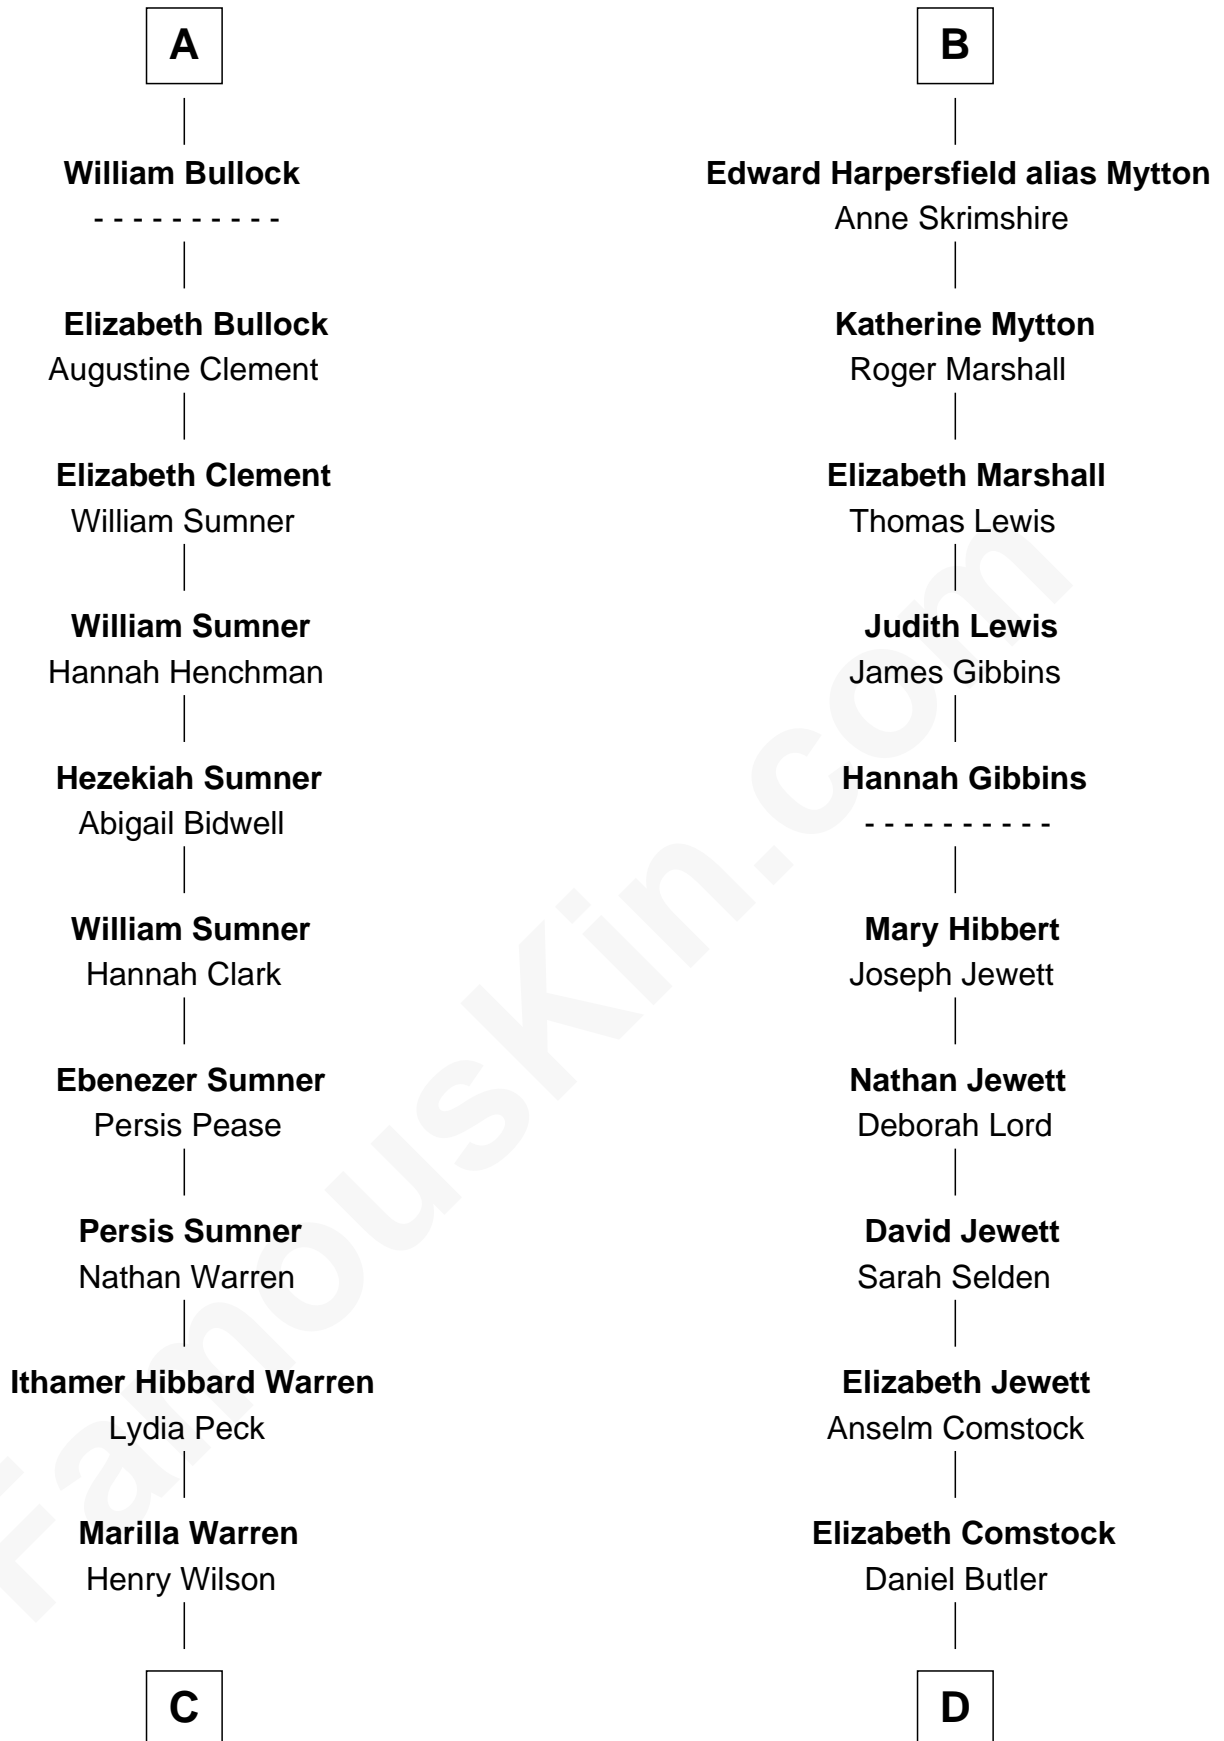 A
William Bullock
- - - - - - - - - -
Elizabeth Bullock
Augustine Clement
Elizabeth Clement
William Sumner
William Sumner
Hannah Henchman
Hezekiah Sumner
Abigail Bidwell
William Sumner
Hannah Clark
Ebenezer Sumner
Persis Pease
Persis Sumner
Nathan Warren
Ithamer Hibbard Warren
Lydia Peck
Marilla Warren
Henry Wilson
C
B
Edward Harpersfield alias Mytton
Anne Skrimshire
Katherine Mytton
Roger Marshall
Elizabeth Marshall
Thomas Lewis
Judith Lewis
James Gibbins
Hannah Gibbins
- - - - - - - - - -
Mary Hibbert
Joseph Jewett
Nathan Jewett
Deborah Lord
David Jewett
Sarah Selden
Elizabeth Jewett
Anselm Comstock
Elizabeth Comstock
Daniel Butler
D
FamousKin.com